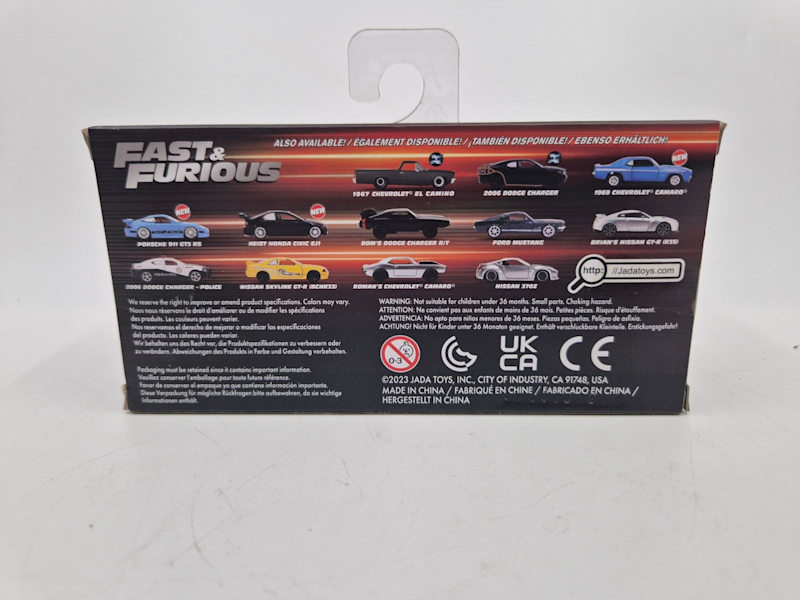 ALSO AVAILABLE! / ÉGALEMENT DISPONIBLE! / ¡TAMBIÉN DISPONIBLE! / EBENSO ERHÄLTLICH!
FAST &
FURIOUS
NEW
1967 CHEVROLET® EL CAMINO
2006 DODGE CHARGER
1969 CHEVROLET® CAMARO®
NEW
NEW
PORSCHE 911 GT3 RS
HEIST HONDA CIVIC EJ1
DOM'S DODGE CHARGER R/T
FORD MUSTANG
BRIAN'S NISSAN GT-R (R35)
2006 DODGE CHARGER - POLICE
NISSAN SKYLINE GT-R (BCNR33)
ROMAN'S CHEVROLET® CAMARO®
NISSAN 370Z
http: //Jadatoys.com
We reserve the right to improve or amend product specifications. Colors may vary.
Nous nous réservons le droit d'améliorer ou de modifier les spécifications
des produits. Les couleurs peuvent varier.
Nos reservamos el derecho de mejorar o modificar las especificaciones
del producto. Los colores pueden variar.
Wir behalten uns das Recht vor, die Produktspezifikationen zu verbessern oder
zu verändern. Abweichungen des Produkts in Farbe und Gestaltung vorbehalten.
Packaging must be retained since it contains important information.
Veuillez conserver l'emballage pour toute future référence.
Favor de conservar el empaque ya que contiene información importante.
Diese Verpackung für mögliche Rückfragen bitte aufbewahren, da sie wichtige
Informationen enthält.
WARNING: Not suitable for children under 36 months. Small parts. Choking hazard.
ATTENTION: Ne convient pas aux enfants de moins de 36 mois. Petites pièces. Risque d'étouffement.
ADVERTENCIA: No apto para niños menores de 36 meses. Piezas pequeñas. Peligro de asfixia.
ACHTUNG! Nicht für Kinder unter 36 Monaten geeignet. Enthält verschluckbare Kleinteile. Erstickungsgefahr!
0-3
UK
CA
CE
©2023 JADA TOYS, INC., CITY OF INDUSTRY, CA 91748, USA
MADE IN CHINA / FABRIQUÉ EN CHINE / FABRICADO EN CHINA /
HERGESTELLT IN CHINA